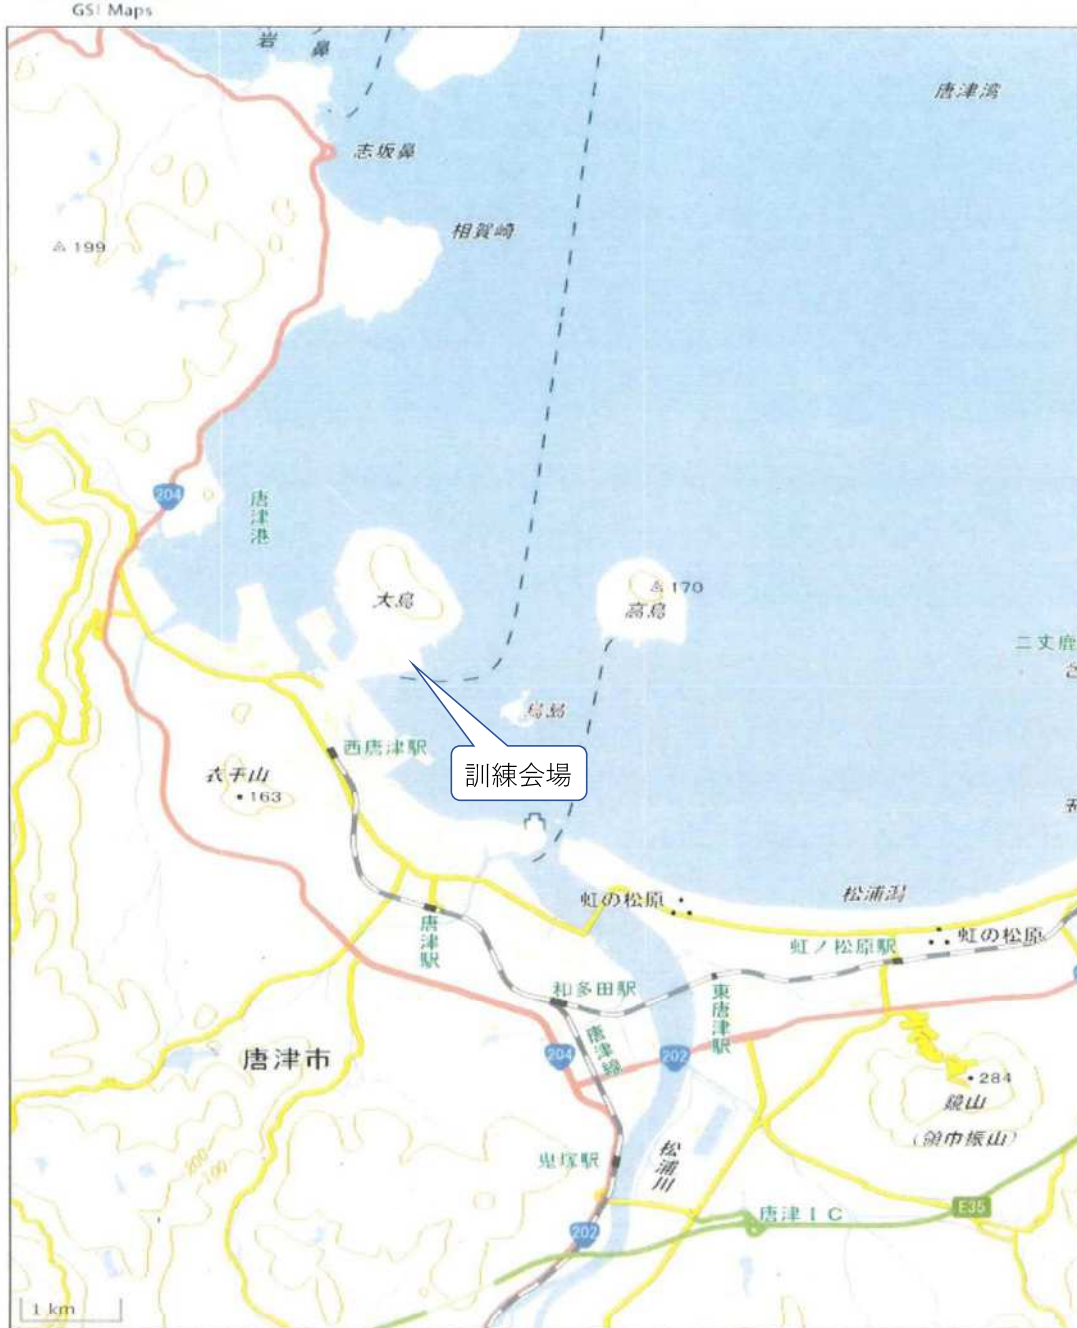 GSI Maps
岩
鼻
唐津湾
志坂鼻
相賀崎
199
204
唐津港
大島
170
高島
二丈鹿
鳥島
西唐津駅
訓練会場
衣干山
163
虹の松原
松浦潟
唐津駅
虹ノ松原駅
虹の松原
和多田駅
東唐津駅
唐津線
204
202
唐津市
284
鏡山
(領巾振山)
松浦川
鬼塚駅
200
100
唐津IC
E35
202
1 km